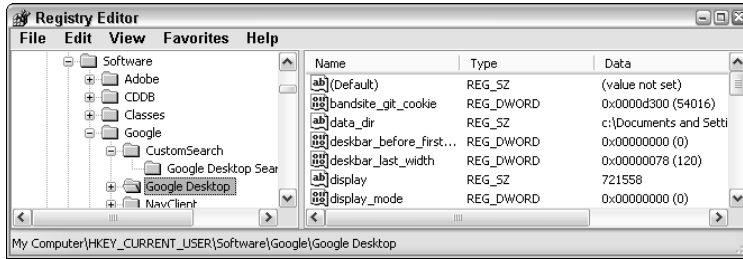 Registry Editor
File Edit View Favorites Help
Software
Adobe
CDDB
Classes
Google
CustomSearch
Google Desktop Sear
Google Desktop
NavClient
Name Type Data
(Default) REG_SZ (value not set)
bandsite_git_cookie REG_DWORD 0x0000d300 (54016)
data_dir REG_SZ c:\Documents and Setti
deskbar_before_first... REG_DWORD 0x00000000 (0)
deskbar_last_width REG_DWORD 0x00000078 (120)
display REG_SZ 721558
display_mode REG_DWORD 0x00000000 (0)
My Computer\HKEY_CURRENT_USER\Software\Google\Google Desktop